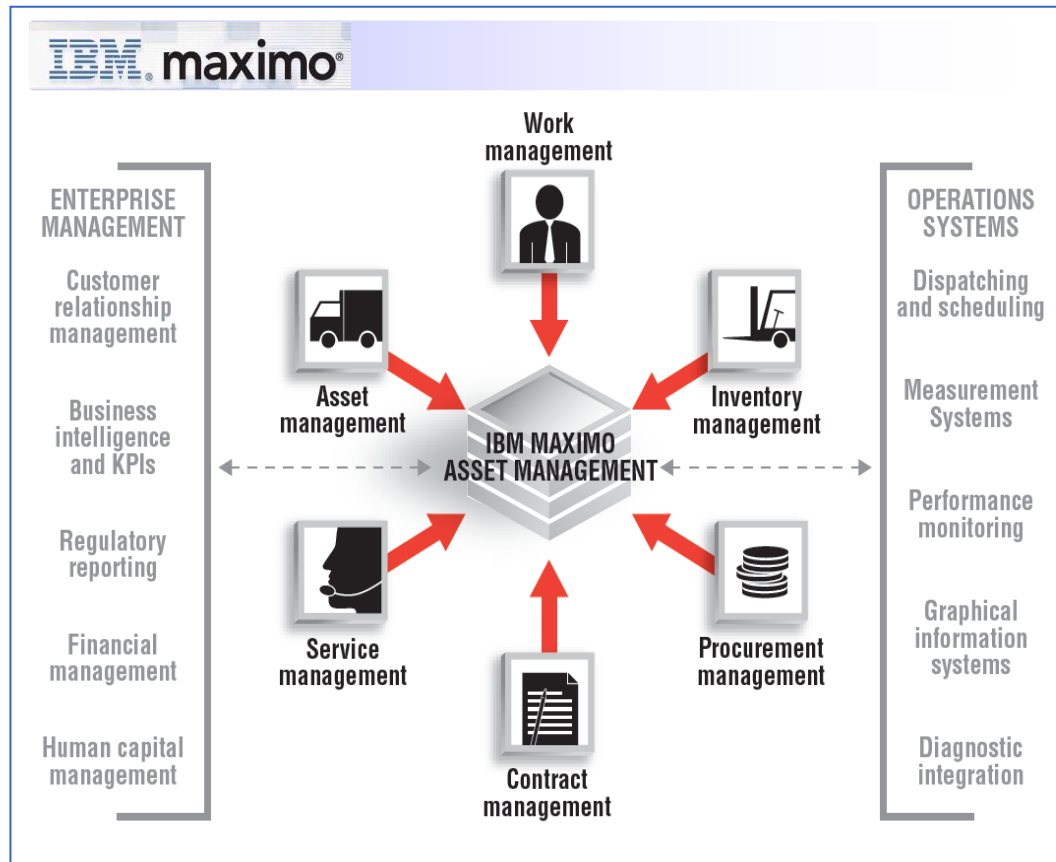 IBM® maximo®
Work
management
ENTERPRISE
MANAGEMENT
Customer
relationship
management
Business
intelligence
and KPIs
Regulatory
reporting
Financial
management
Human capital
management
Asset
management
Inventory
management
IBM MAXIMO
ASSET MANAGEMENT
Service
management
Procurement
management
Contract
management
OPERATIONS
SYSTEMS
Dispatching
and scheduling
Measurement
Systems
Performance
monitoring
Graphical
information
systems
Diagnostic
integration